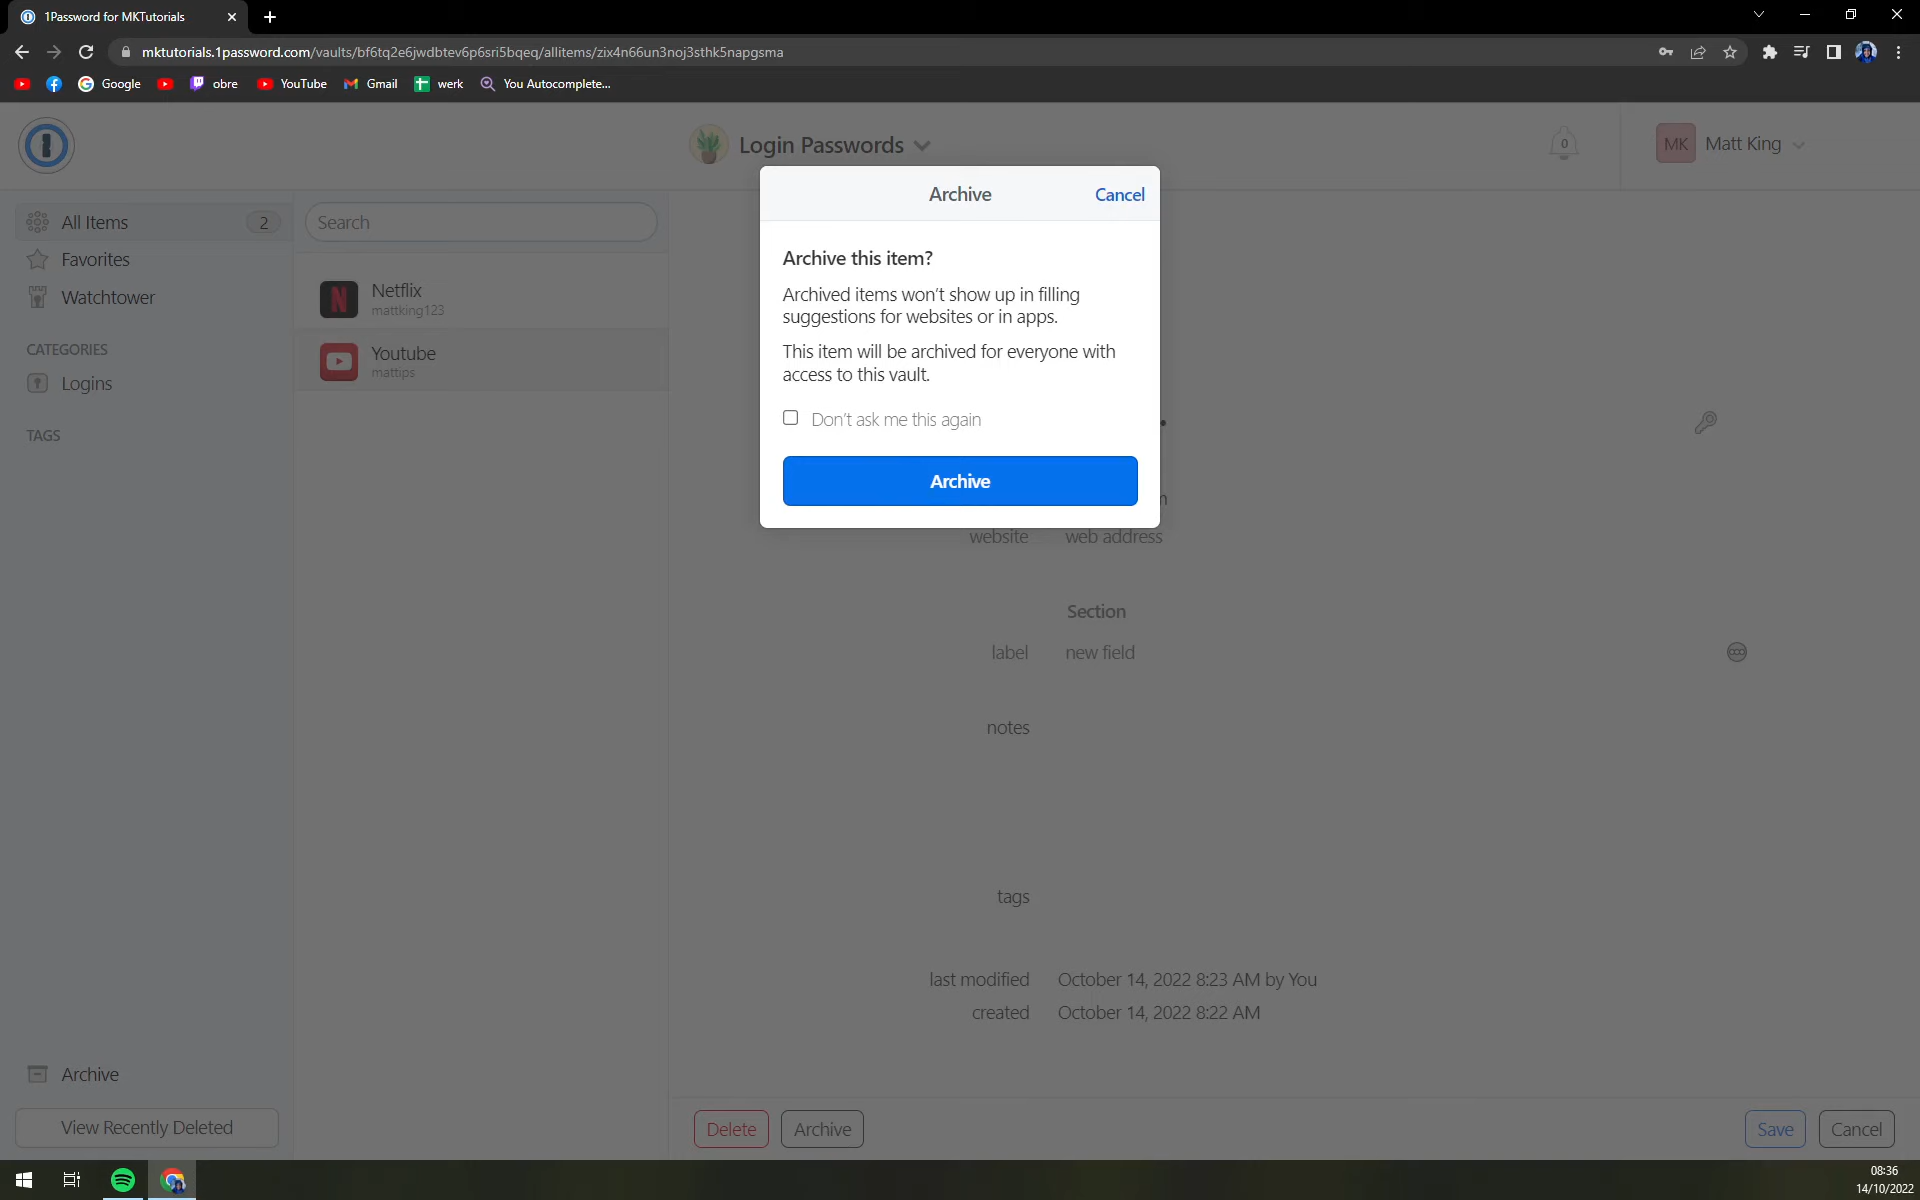 1Password for MKTutorials
mktutorials.1password.com/vaults/bf6tq2e6jwdbtev6p6sri5bqeq/allitems/zix4n66un3noj3sthk5napgsma
Google
obre
YouTube
Gmail
werk
You Autocomplete...
Login Passwords
0
MK
Matt King
All Items
2
Favorites
Watchtower
CATEGORIES
Logins
TAGS
Archive
View Recently Deleted
Search
Netflix
mattking123
Youtube
mattips
Archive
Cancel
Archive this item?
Archived items won't show up in filling
suggestions for websites or in apps.
This item will be archived for everyone with
access to this vault.
Don't ask me this again
Archive
website web address
Section
label new field
notes
tags
last modified October 14, 2022 8:23 AM by You
created October 14, 2022 8:22 AM
Delete
Archive
Save
Cancel
08:36
14/10/2022